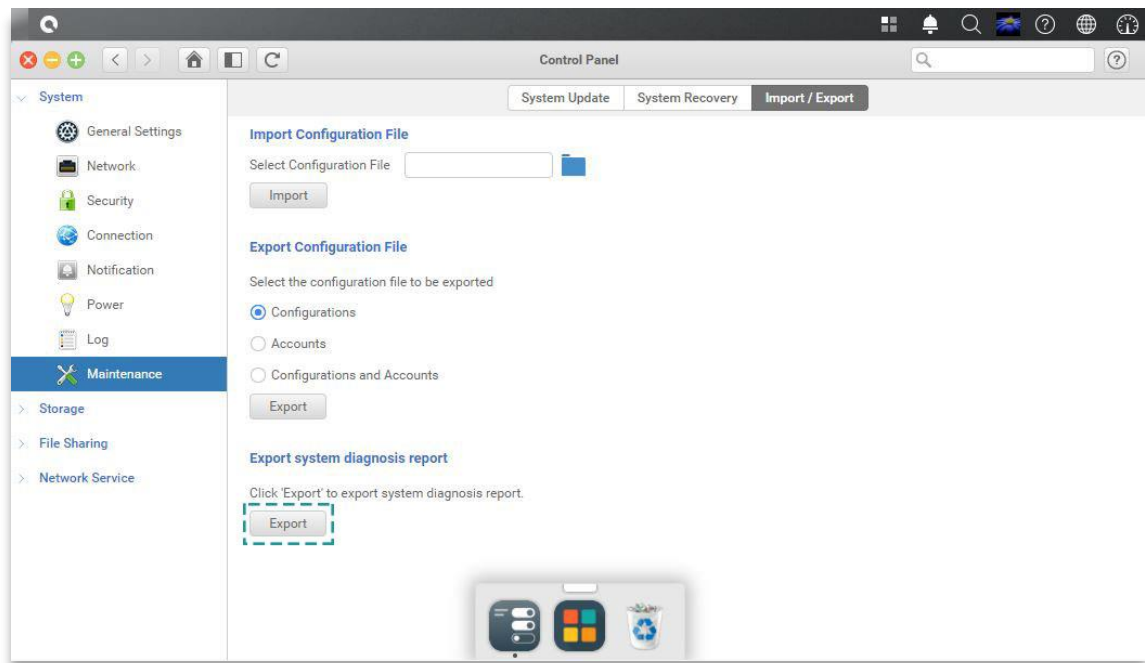 Control Panel
System
General Settings
Network
Security
Connection
Notification
Power
Log
Maintenance
Storage
File Sharing
Network Service
System Update
System Recovery
Import / Export
Import Configuration File
Select Configuration File
Import
Export Configuration File
Select the configuration file to be exported
Configurations
Accounts
Configurations and Accounts
Export
Export system diagnosis report
Click 'Export' to export system diagnosis report.
Export